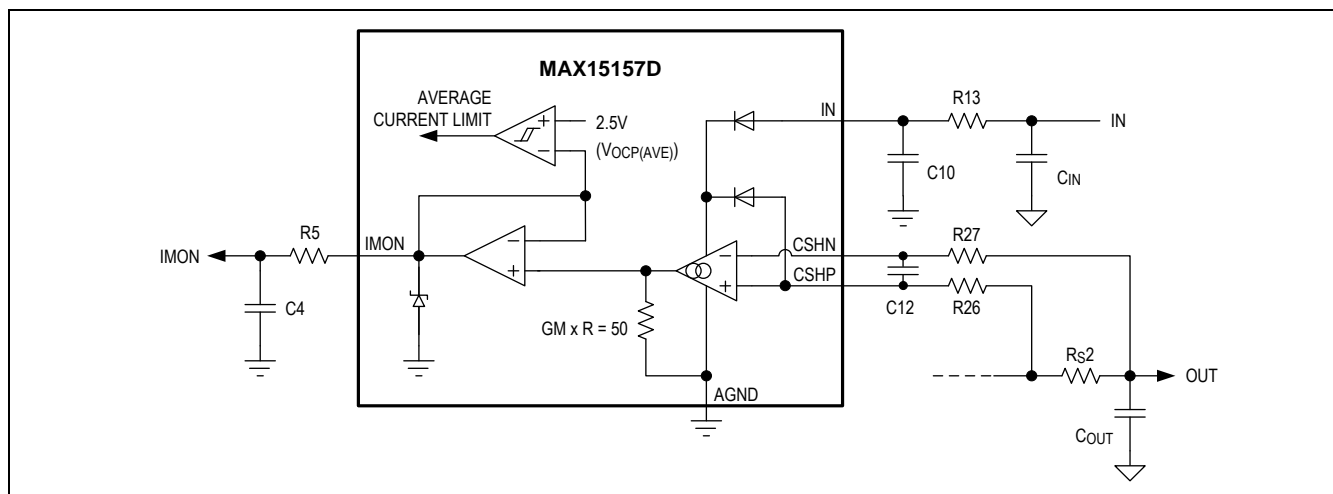 MAX15157D
AVERAGE
CURRENT LIMIT
+
2.5V
(VOCP(AVE))
−
IN
R13
IN
C10
CIN
IMON
R5
IMON
−
+
CSHN
−
CSHP
+
R27
C12
R26
C4
GM x R = 50
RS2
OUT
AGND
COUT